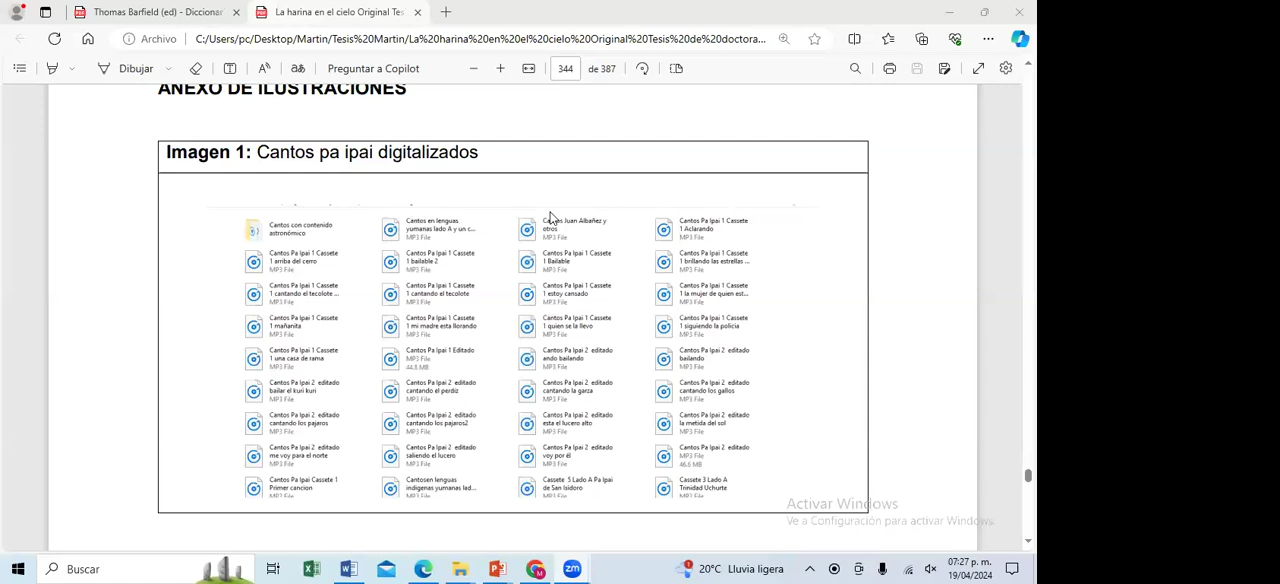 Thomas Barfield (ed) - Diccionar
La harina en el cielo Original Tes
Archivo
C:/Users/pc/Desktop/Martin/Tesis%20Martin/La%20harina%20en%20el%20cielo%20Original%20Tesis%20de%20doctora...
Dibujar
Preguntar a Copilot
344
de 387
ANEXO DE ILUSTRACIONES
Imagen 1: Cantos pa ipai digitalizados
Cantos con contenido
astronómico
Cantos en lenguas
yumanas lado A y un c...
MP3 File
Juan Albañez y
otros
MP3 File
Cantos Pa Ipai 1 Cassete
1 Aclarando
MP3 File
Cantos Pa Ipai 1 Cassete
1 arriba del cerro
MP3 File
Cantos Pa Ipai 1 Cassete
1 bailable 2
MP3 File
Cantos Pa Ipai 1 Cassete
1 Bailable
MP3 File
Cantos Pa Ipai 1 Cassete
1 brillando las estrellas ...
MP3 File
Cantos Pa Ipai 1 Cassete
1 cantando el tecolote ...
MP3 File
Cantos Pa Ipai 1 Cassete
1 cantando el tecolote
MP3 File
Cantos Pa Ipai 1 Cassete
1 estoy cansado
MP3 File
Cantos Pa Ipai 1 Cassete
1 la mujer de quien est...
MP3 File
Cantos Pa Ipai 1 Cassete
1 mañanita
MP3 File
Cantos Pa Ipai 1 Cassete
1 mi madre esta llorando
MP3 File
Cantos Pa Ipai 1 Cassete
1 quien se la llevo
MP3 File
Cantos Pa Ipai 1 Cassete
1 siguiendo la policia
MP3 File
Cantos Pa Ipai 1 Cassete
1 una casa de rama
MP3 File
Cantos Pa Ipai 1 Editado
MP3 File
44.8 MB
Cantos Pa Ipai 2 editado
ando bailando
MP3 File
Cantos Pa Ipai 2 editado
bailando
MP3 File
Cantos Pa Ipai 2 editado
bailar el kuri kuri
MP3 File
Cantos Pa Ipai 2 editado
cantando el perdiz
MP3 File
Cantos Pa Ipai 2 editado
cantando la garza
MP3 File
Cantos Pa Ipai 2 editado
cantando los gallos
MP3 File
Cantos Pa Ipai 2 editado
cantando los pajaros
MP3 File
Cantos Pa Ipai 2 editado
cantando los pajaros2
MP3 File
Cantos Pa Ipai 2 editado
esta el lucero alto
MP3 File
Cantos Pa Ipai 2 editado
la metida del sol
MP3 File
Cantos Pa Ipai 2 editado
me voy para el norte
MP3 File
Cantos Pa Ipai 2 editado
saliendo el lucero
MP3 File
Cantos Pa Ipai 2 editado
voy por él
MP3 File
Cantos Pa Ipai 2 editado
MP3 File
46.6 MB
Cantos Pa Ipai Cassete 1
Primer cancion
MP3 File
Cantosen lenguas
indigenas yumanas lad...
MP3 File
Cassete 5 Lado A Pa Ipai
de San Isidoro
MP3 File
Cassete 3 Lado A
Trinidad Uchurte
MP3 File
Activar Windows
Ve a Configuración para activar Windows.
Buscar
20°C Lluvia ligera
07:27 p. m.
19/04/2024